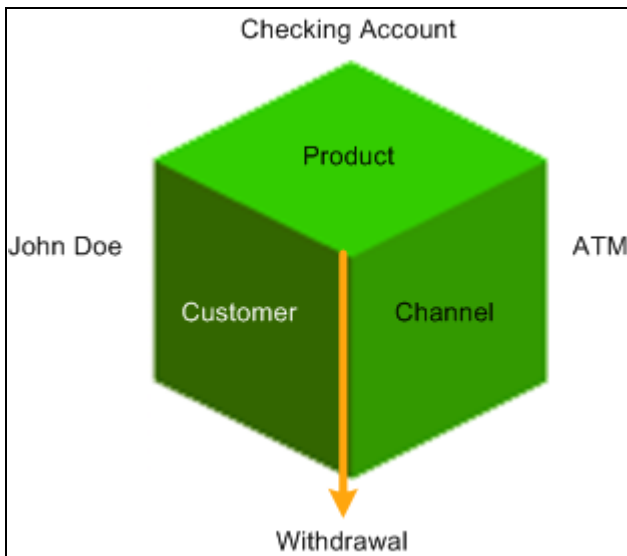 Checking Account
Product
John Doe
ATM
Customer
Channel
Withdrawal